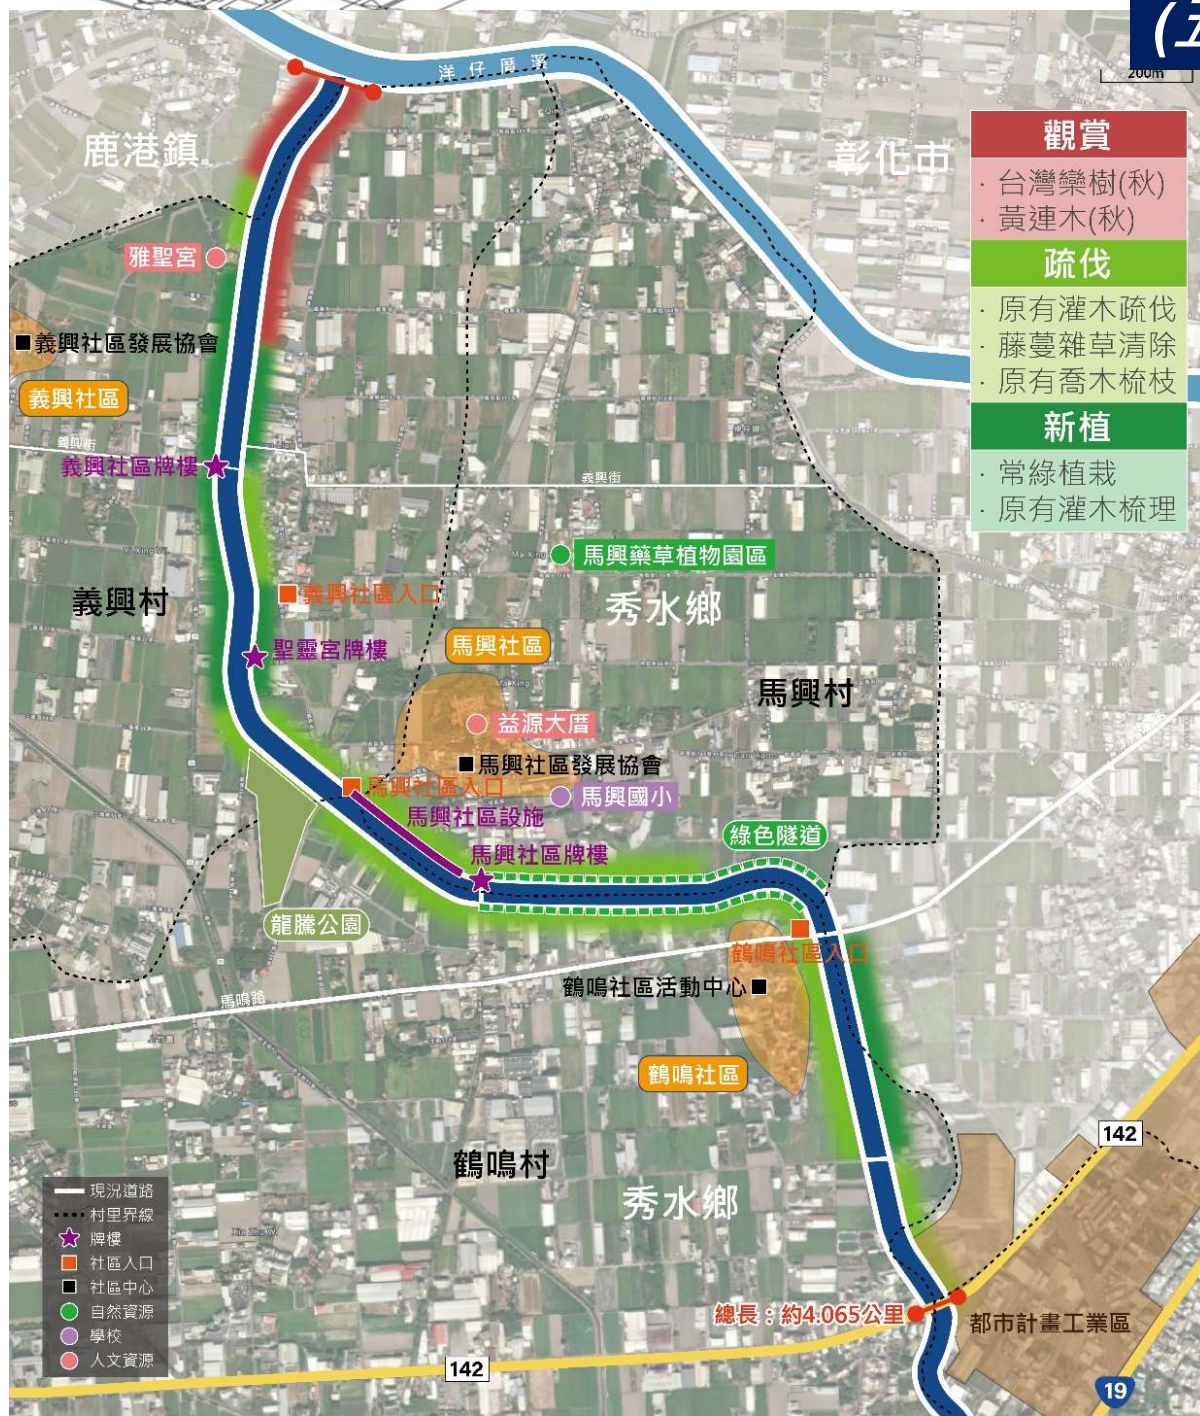 (五
200m
洋仔厝溪
鹿港鎮
彰化市
觀賞
· 台灣欒樹(秋)
· 黃連木(秋)
疏伐
· 原有灌木疏伐
· 藤蔓雜草清除
· 原有喬木梳枝
新植
· 常綠植栽
· 原有灌木梳理
雅聖宮
義興社區發展協會
義興社區
義興街
義興社區牌樓
義興街
馬興藥草植物園區
義興村
義興社區入口
秀水鄉
聖靈宮牌樓
馬興社區
Ma Xing
馬興村
益源大厝
馬興社區發展協會
馬興社區入口
馬興國小
馬興社區設施
綠色隧道
馬興社區牌樓
龍騰公園
鶴鳴社區入口
鶴鳴社區活動中心
馬鳴路
鶴鳴社區
142
鶴鳴村
秀水鄉
現況道路
村里界線
牌樓
社區入口
社區中心
自然資源
學校
人文資源
總長：約4.065公里
都市計畫工業區
142
19